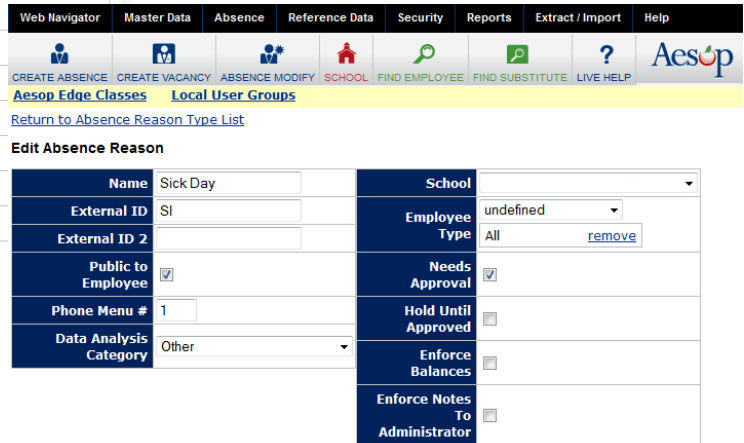 Web Navigator Master Data Absence Reference Data Security Reports Extract / Import Help
CREATE ABSENCE CREATE VACANCY ABSENCE MODIFY SCHOOL FIND EMPLOYEE FIND SUBSTITUTE ? LIVE HELP Aesop
Aesop Edge Classes Local User Groups
Return to Absence Reason Type List
Edit Absence Reason
Name Sick Day
External ID SI
External ID 2
Public to
Employee
Phone Menu # 1
Data Analysis
Category Other
School
Employee
Type undefined
All remove
Needs
Approval
Hold Until
Approved
Enforce
Balances
Enforce Notes
To
Administrator